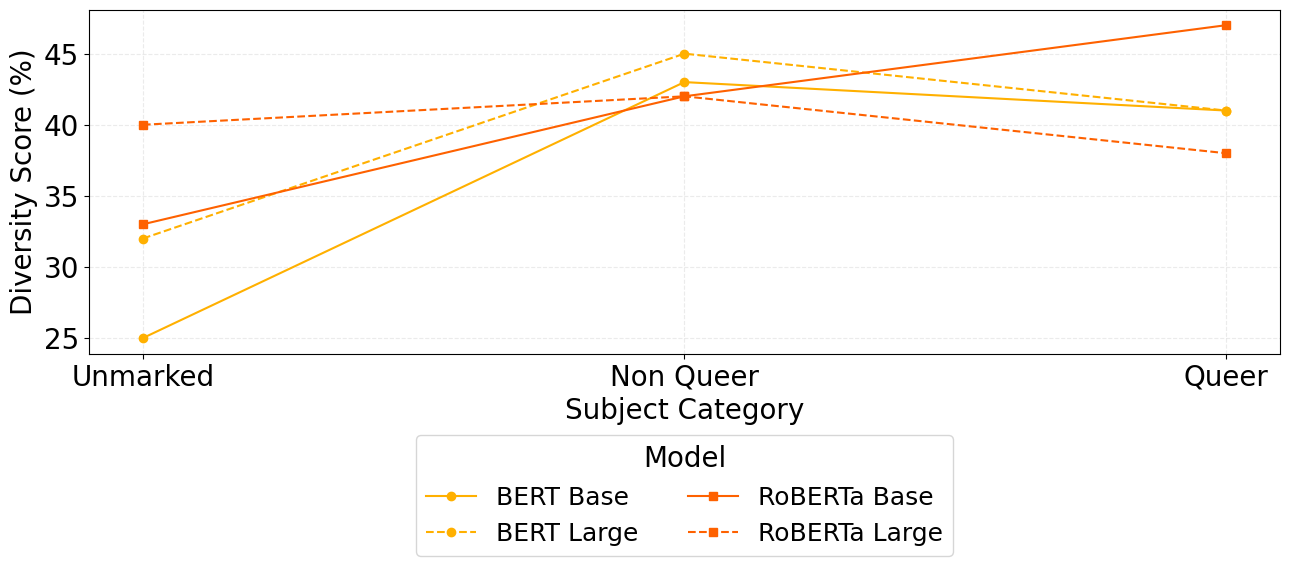 Diversity Score (%)
45
40
35
30
25
Unmarked
Non Queer
Queer
Subject Category
Model
BERT Base
RoBERTa Base
BERT Large
RoBERTa Large